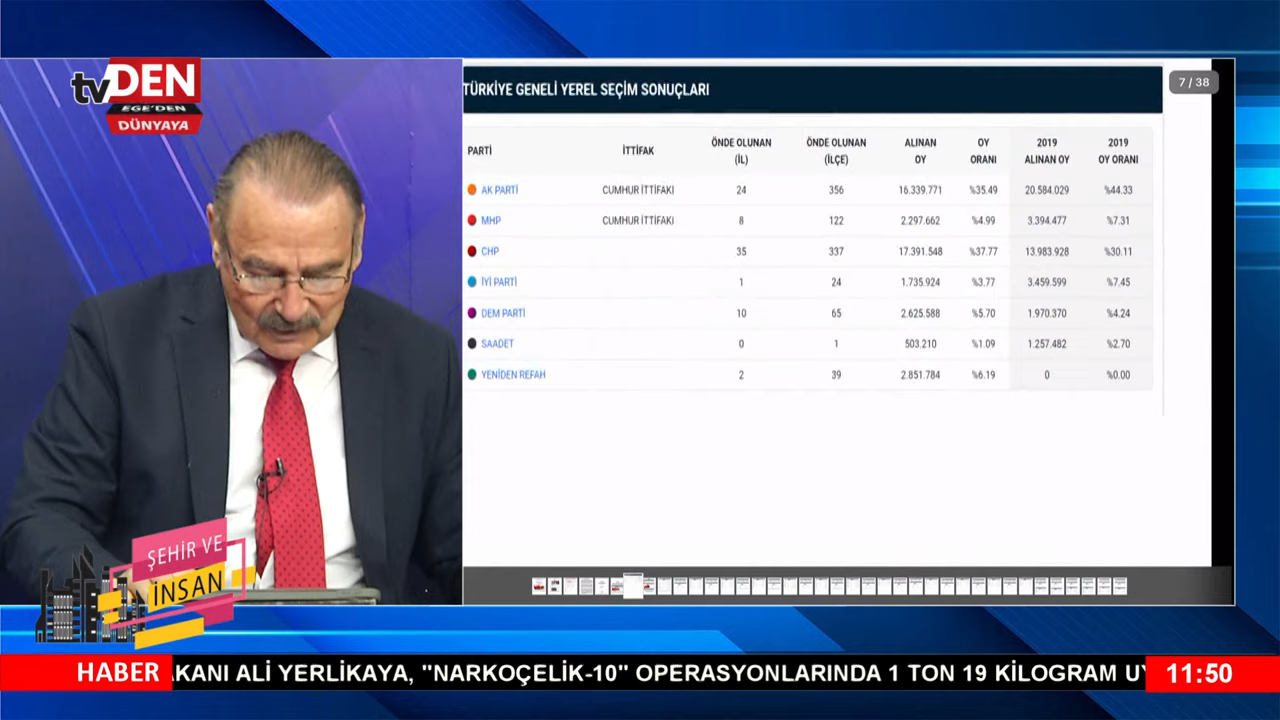 tvDEN
EGE'DEN
DÜNYAYA
TÜRKİYE GENELİ YEREL SEÇİM SONUÇLARI
7 / 38
PARTİ İTTİFAK ÖNDE OLUNAN (İL) ÖNDE OLUNAN (İLÇE) ALINAN OY OY ORANI 2019 ALINAN OY 2019 OY ORANI
AK PARTİ CUMHUR İTTİFAKI 24 356 16.339.771 %35.49 20.584.029 %44.33
MHP CUMHUR İTTİFAKI 8 122 2.297.662 %4.99 3.394.477 %7.31
CHP 35 337 17.391.548 %37.77 13.983.928 %30.11
İYİ PARTİ 1 24 1.735.924 %3.77 3.459.599 %7.45
DEM PARTİ 10 65 2.625.588 %5.70 1.970.370 %4.24
SAADET 0 1 503.210 %1.09 1.257.482 %2.70
YENİDEN REFAH 2 39 2.851.784 %6.19 0 %0.00
ŞEHİR VE
İNSAN
HABER AKANI ALİ YERLİKAYA, "NARKOÇELİK-10" OPERASYONLARINDA 1 TON 19 KİLOGRAM UY 11:50